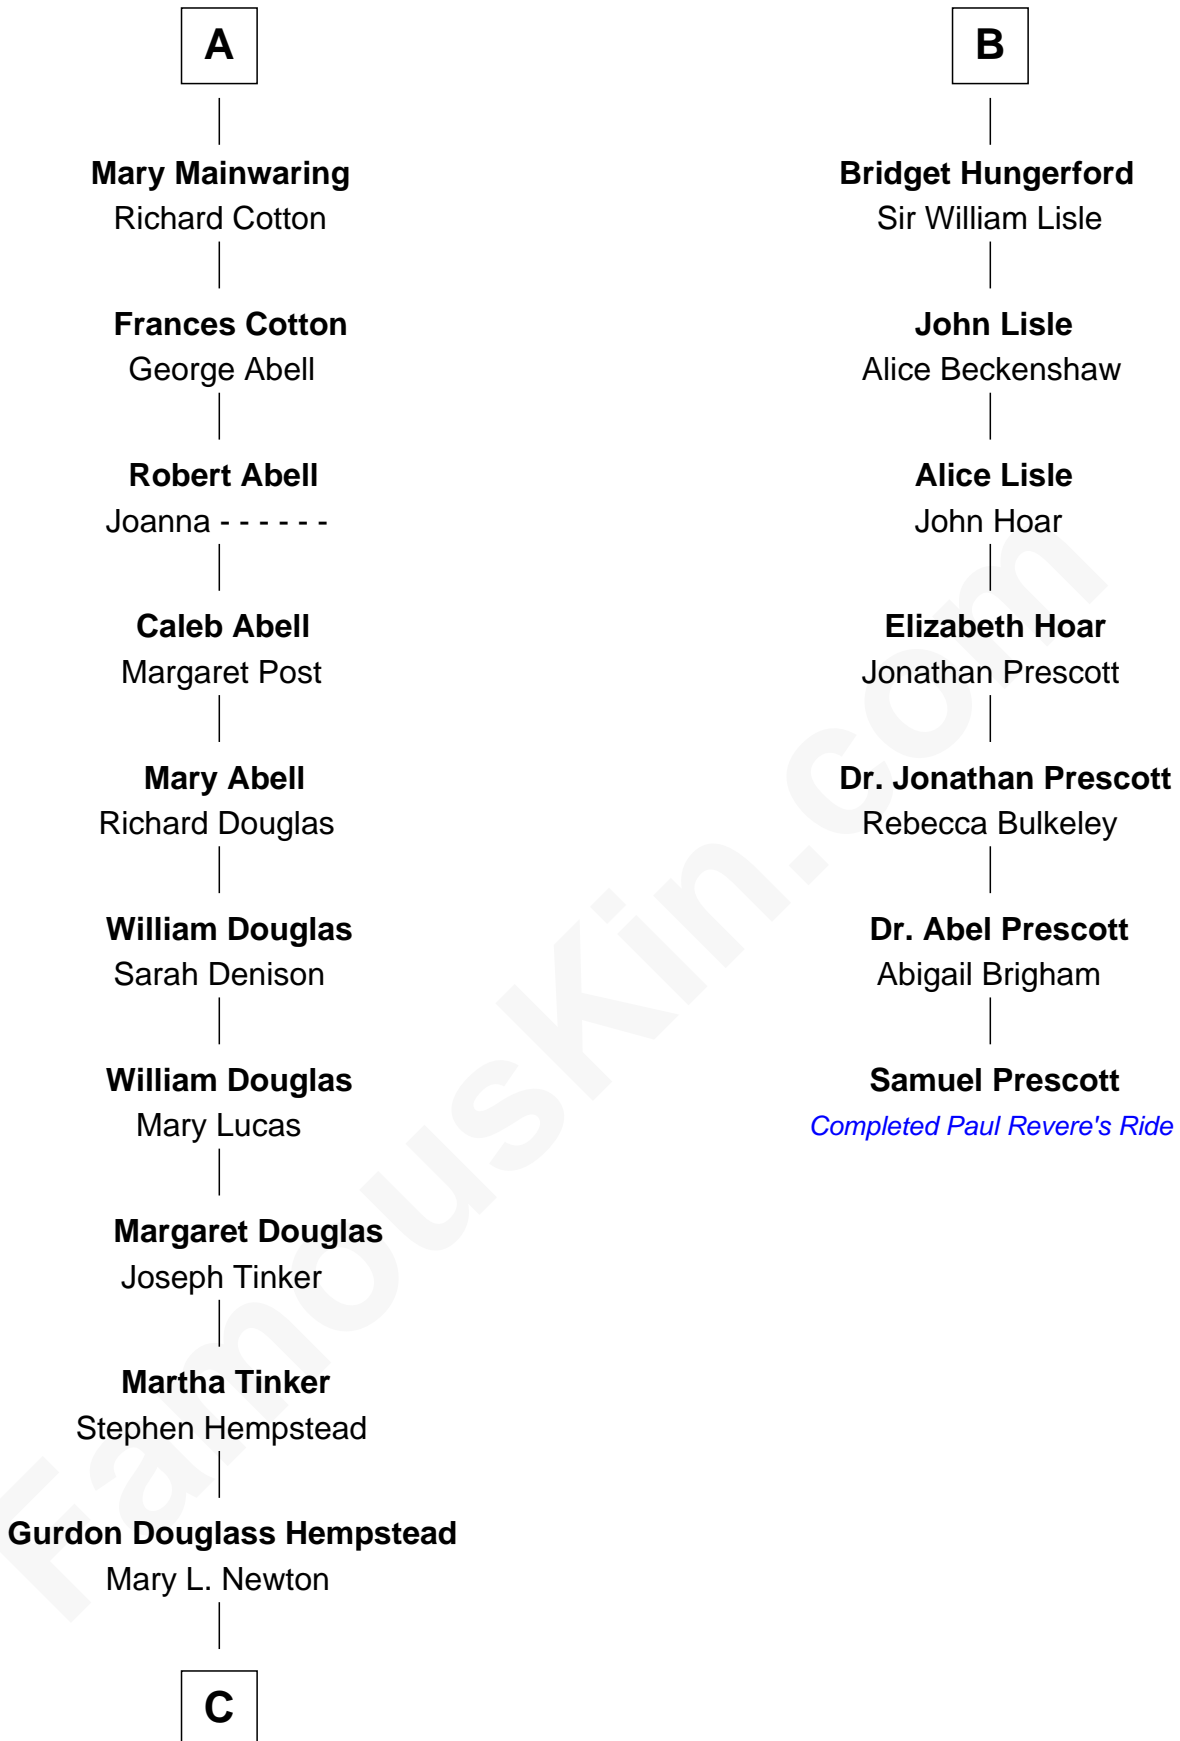 A
Mary Mainwaring
Richard Cotton
Frances Cotton
George Abell
Robert Abell
Joanna - - - - - -
Caleb Abell
Margaret Post
Mary Abell
Richard Douglas
William Douglas
Sarah Denison
William Douglas
Mary Lucas
Margaret Douglas
Joseph Tinker
Martha Tinker
Stephen Hempstead
Gurdon Douglass Hempstead
Mary L. Newton
C
B
Bridget Hungerford
Sir William Lisle
John Lisle
Alice Beckenshaw
Alice Lisle
John Hoar
Elizabeth Hoar
Jonathan Prescott
Dr. Jonathan Prescott
Rebecca Bulkeley
Dr. Abel Prescott
Abigail Brigham
Samuel Prescott
Completed Paul Revere's Ride
FamousKin.com